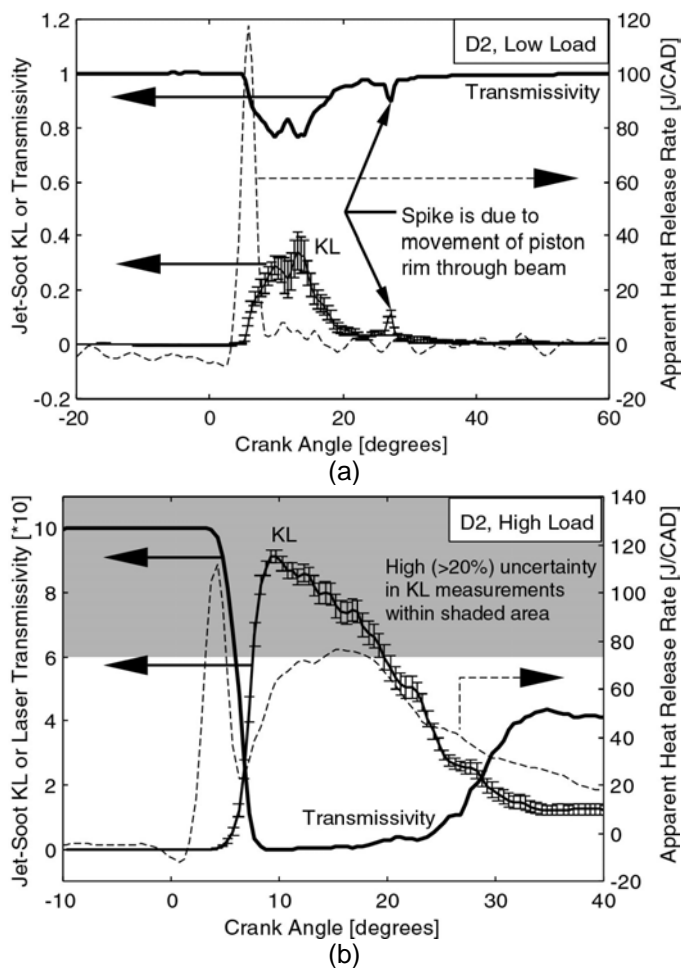 1.2
1
0.8
0.6
0.4
0.2
0
-0.2
Jet-Soot KL or Transmissivity
120
100
80
60
40
20
0
-20
Apparent Heat Release Rate [J/CAD]
D2, Low Load
Transmissivity
KL
Spike is due to
movement of piston
rim through beam
-20
0
20
40
60
Crank Angle [degrees]
(a)
10
8
6
4
2
0
Jet-Soot KL or Laser Transmissivity [*10]
140
120
100
80
60
40
20
0
-20
Apparent Heat Release Rate [J/CAD]
D2, High Load
KL
High (>20%) uncertainty
in KL measurements
within shaded area
Transmissivity
-10
0
10
20
30
40
Crank Angle [degrees]
(b)